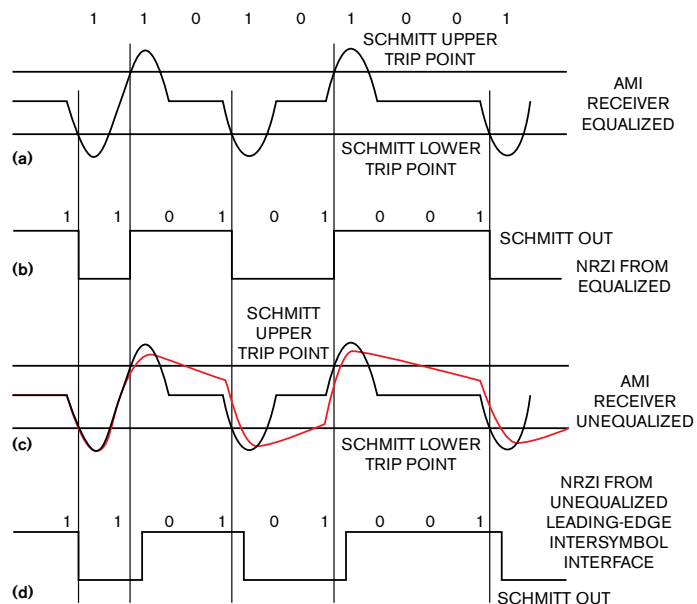 1 1 0 1 0 1 0 0 1
SCHMITT UPPER
TRIP POINT
AMI
RECEIVER
EQUALIZED
(a)
SCHMITT LOWER
TRIP POINT
1 1 0 1 0 1 0 0 1
SCHMITT OUT
(b)
NRZI FROM
EQUALIZED
SCHMITT
UPPER
TRIP POINT
AMI
RECEIVER
UNEQUALIZED
(c)
SCHMITT LOWER
TRIP POINT
NRZI FROM
UNEQUALIZED
LEADING-EDGE
INTERSYMBOL
INTERFACE
1 1 0 1 0 1 0 0 1
(d)
SCHMITT OUT